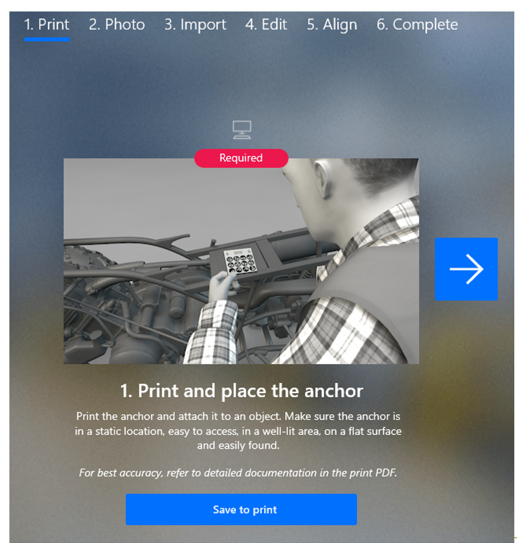 1. Print 2. Photo 3. Import 4. Edit 5. Align 6. Complete
Required
1. Print and place the anchor
Print the anchor and attach it to an object. Make sure the anchor is
in a static location, easy to access, in a well-lit area, on a flat surface
and easily found.
For best accuracy, refer to detailed documentation in the print PDF.
Save to print